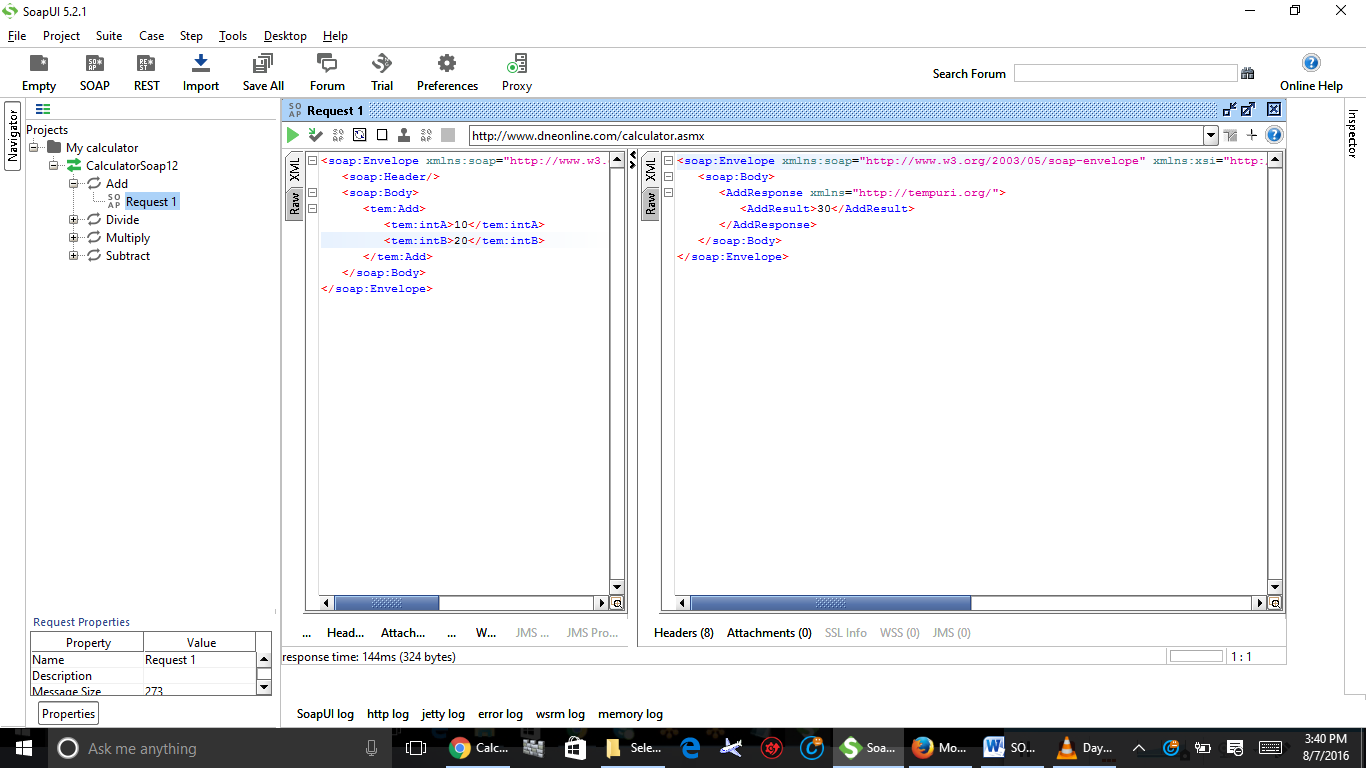 SoapUI 5.2.1
File Project Suite Case Step Tools Desktop Help
Empty SOAP REST Import Save All Forum Trial Preferences Proxy
Search Forum
Online Help
Navigator
Projects
My calculator
CalculatorSoap12
Add
Request 1
Divide
Multiply
Subtract
Request Properties
Property Value
Name Request 1
Description
Message Size 273
Properties
Request 1
http://www.dneonline.com/calculator.asmx
XML
Raw
<soap:Envelope xmlns:soap="http://www.w3.
<soap:Header/>
<soap:Body>
<tem:Add>
<tem:intA>10</tem:intA>
<tem:intB>20</tem:intB>
</tem:Add>
</soap:Body>
</soap:Envelope>
... Head... Attach... ... W... JMS ... JMS Pro...
XML
Raw
<soap:Envelope xmlns:soap="http://www.w3.org/2003/05/soap-envelope" xmlns:xsi="http:
<soap:Body>
<AddResponse xmlns="http://tempuri.org/">
<AddResult>30</AddResult>
</AddResponse>
</soap:Body>
</soap:Envelope>
Headers (8) Attachments (0) SSL Info WSS (0) JMS (0)
response time: 144ms (324 bytes)
1 : 1
Inspector
SoapUI log http log jetty log error log wsrm log memory log
Ask me anything
Calc... Sele... Soa... Mo... SO... Day...
3:40 PM
8/7/2016